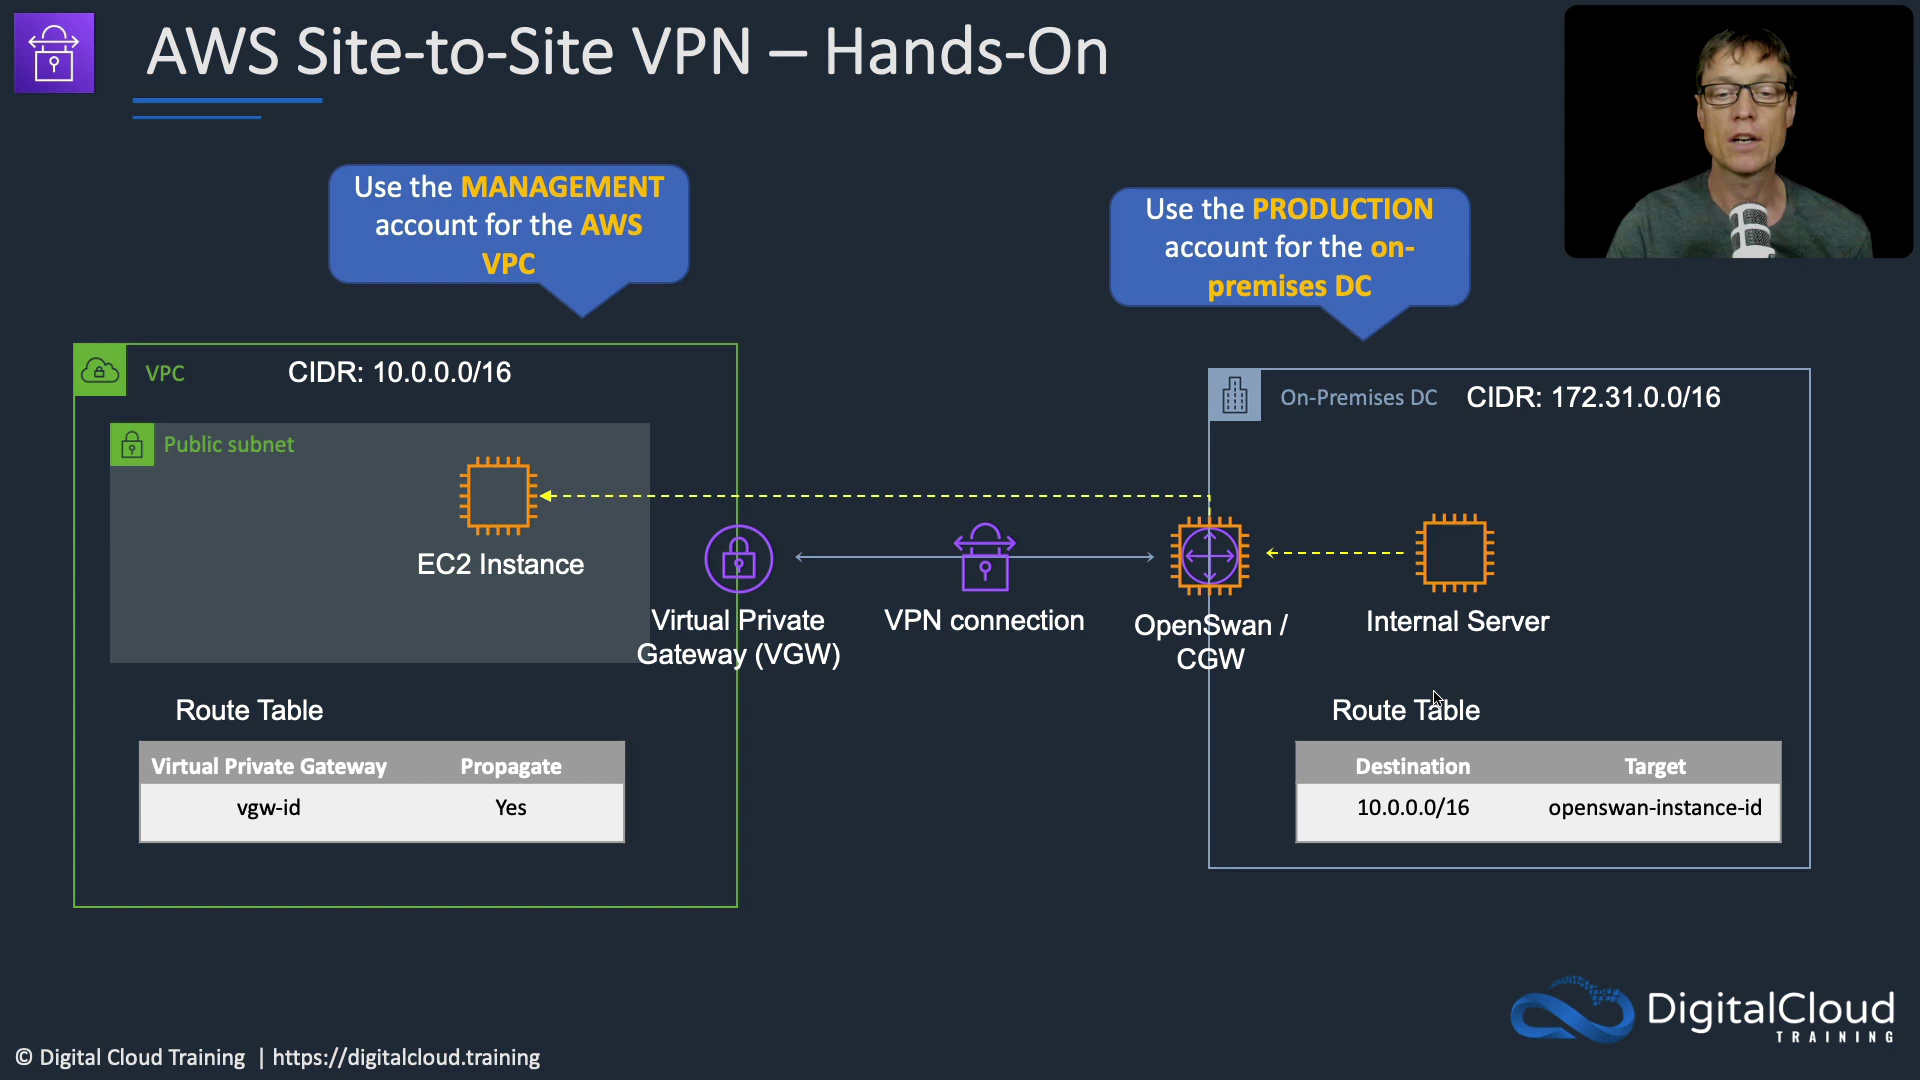 AWS Site-to-Site VPN – Hands-On
Use the MANAGEMENT
account for the AWS
VPC
Use the PRODUCTION
account for the on-
premises DC
VPC
CIDR: 10.0.0.0/16
On-Premises DC
CIDR: 172.31.0.0/16
Public subnet
EC2 Instance
Virtual Private
Gateway (VGW)
VPN connection
OpenSwan /
CGW
Internal Server
Route Table
Virtual Private Gateway Propagate
vgw-id Yes
Route Table
Destination Target
10.0.0.0/16 openswan-instance-id
DigitalCloud
TRAINING
© Digital Cloud Training | https://digitalcloud.training